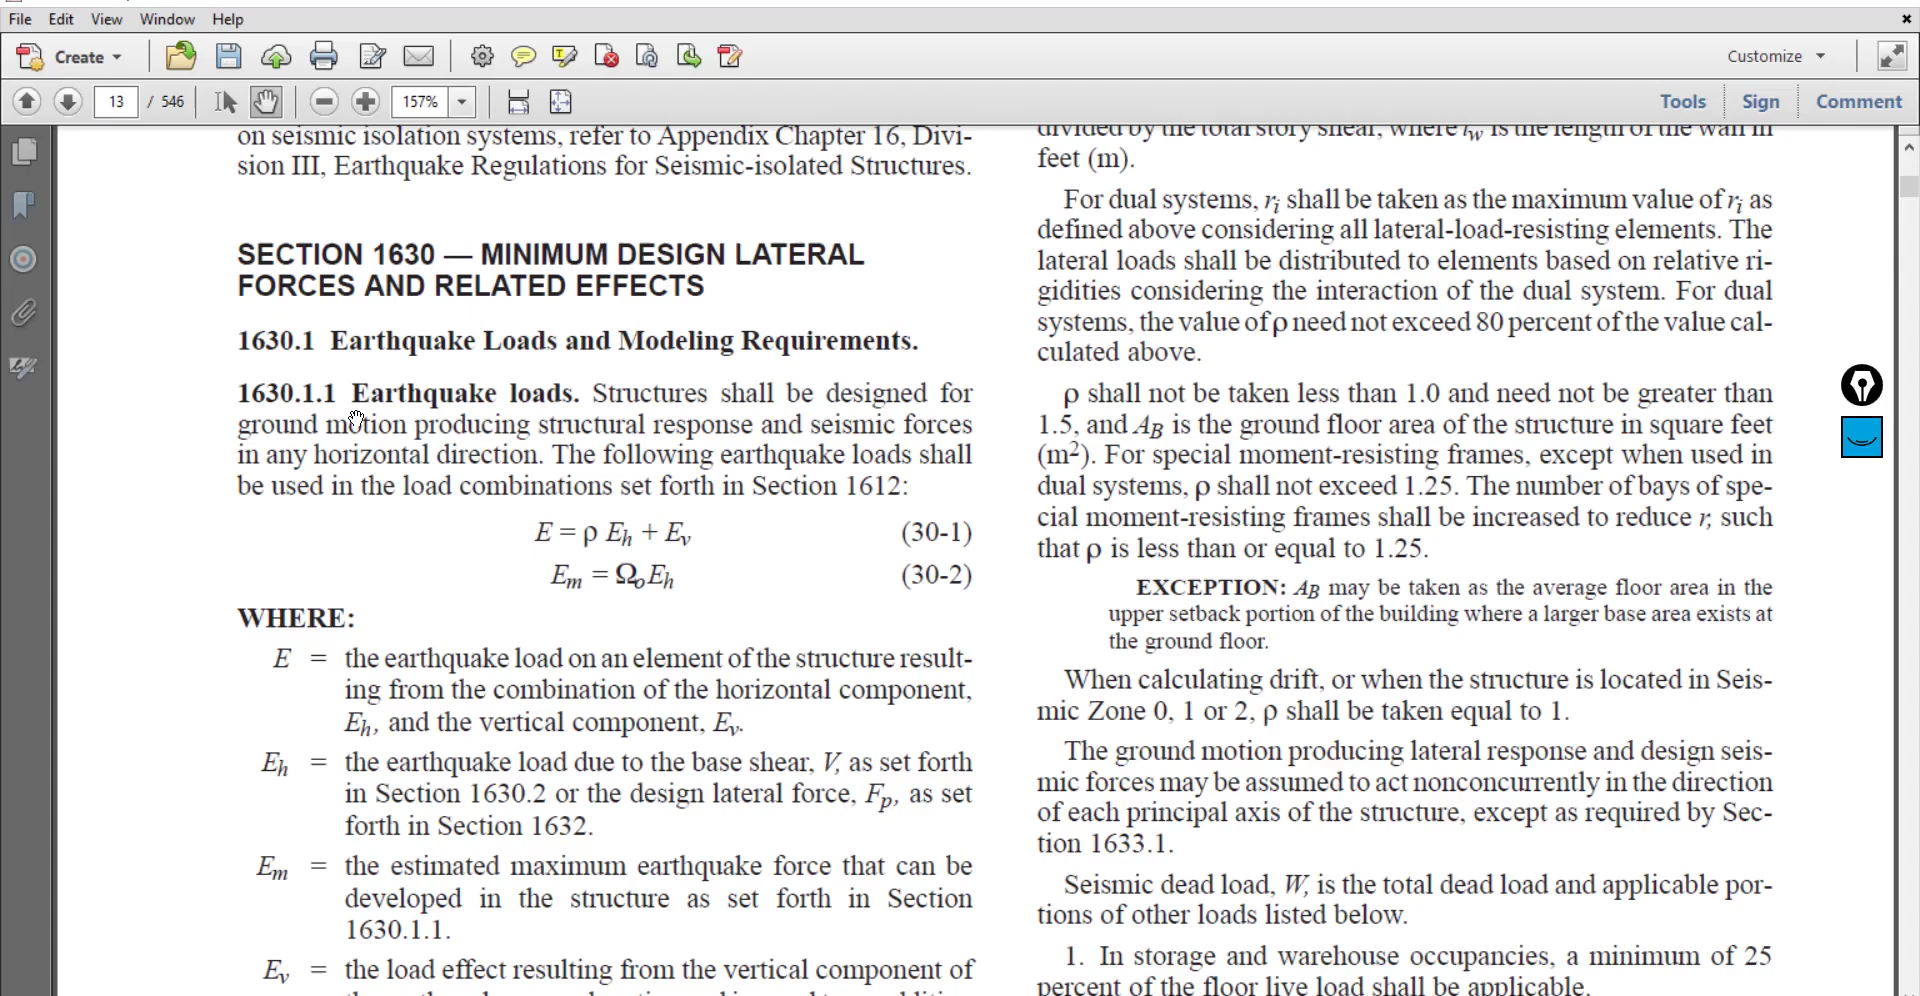 File Edit View Window Help
Create
Customize
13 / 546
157%
Tools Sign Comment
on seismic isolation systems, refer to Appendix Chapter 16, Divi-
sion III, Earthquake Regulations for Seismic-isolated Structures.
SECTION 1630 — MINIMUM DESIGN LATERAL
FORCES AND RELATED EFFECTS
1630.1 Earthquake Loads and Modeling Requirements.
1630.1.1 Earthquake loads. Structures shall be designed for
ground motion producing structural response and seismic forces
in any horizontal direction. The following earthquake loads shall
be used in the load combinations set forth in Section 1612:
E = ρ Eh + Ev (30-1)
Em = ΩoEh (30-2)
WHERE:
E = the earthquake load on an element of the structure result-
ing from the combination of the horizontal component,
Eh, and the vertical component, Ev.
Eh = the earthquake load due to the base shear, V, as set forth
in Section 1630.2 or the design lateral force, Fp, as set
forth in Section 1632.
Em = the estimated maximum earthquake force that can be
developed in the structure as set forth in Section
1630.1.1.
Ev = the load effect resulting from the vertical component of
divided by the total story shear, where lw is the length of the wall in
feet (m).
For dual systems, ri shall be taken as the maximum value of ri as
defined above considering all lateral-load-resisting elements. The
lateral loads shall be distributed to elements based on relative ri-
gidities considering the interaction of the dual system. For dual
systems, the value of ρ need not exceed 80 percent of the value cal-
culated above.
ρ shall not be taken less than 1.0 and need not be greater than
1.5, and AB is the ground floor area of the structure in square feet
(m2). For special moment-resisting frames, except when used in
dual systems, ρ shall not exceed 1.25. The number of bays of spe-
cial moment-resisting frames shall be increased to reduce r, such
that ρ is less than or equal to 1.25.
EXCEPTION: AB may be taken as the average floor area in the
upper setback portion of the building where a larger base area exists at
the ground floor.
When calculating drift, or when the structure is located in Seis-
mic Zone 0, 1 or 2, ρ shall be taken equal to 1.
The ground motion producing lateral response and design seis-
mic forces may be assumed to act nonconcurrently in the direction
of each principal axis of the structure, except as required by Sec-
tion 1633.1.
Seismic dead load, W, is the total dead load and applicable por-
tions of other loads listed below.
1. In storage and warehouse occupancies, a minimum of 25
percent of the floor live load shall be applicable.